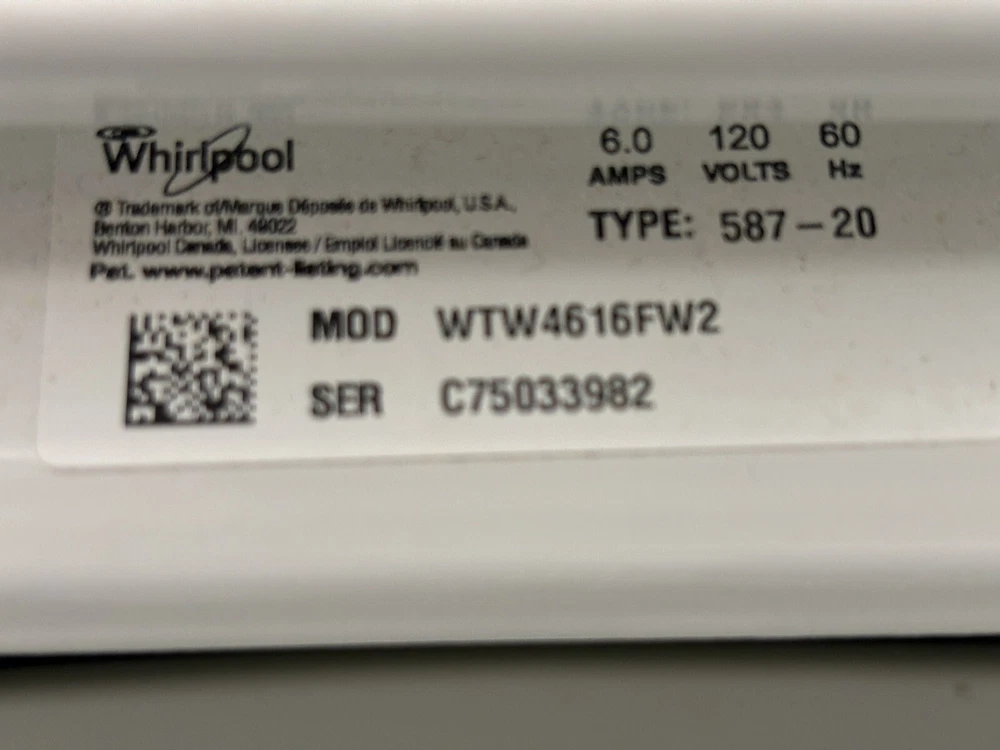 Whirlpool
® Trademark of/Marque Déposée de Whirlpool, U.S.A.,
Benton Harbor, MI. 49022
Whirlpool Canada, Licensee / Emploi Licencié au Canada
Pat. www.patent-listing.com
6.0 120 60
AMPS VOLTS Hz
TYPE: 587-20
MOD WTW4616FW2
SER C75033982